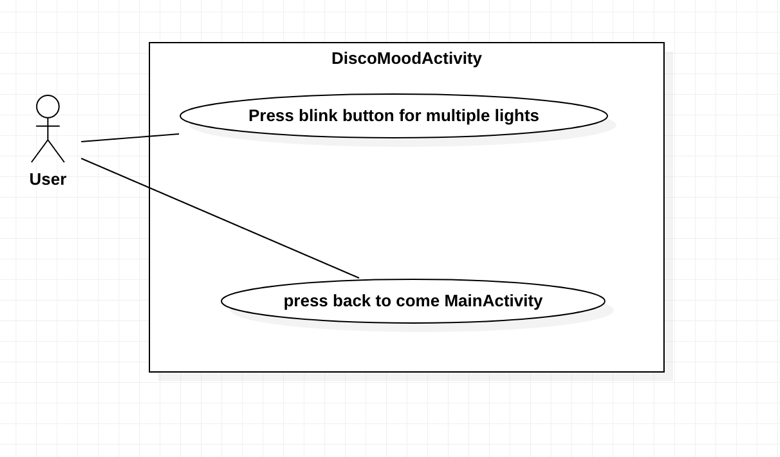 DiscoMoodActivity
Press blink button for multiple lights
User
press back to come MainActivity